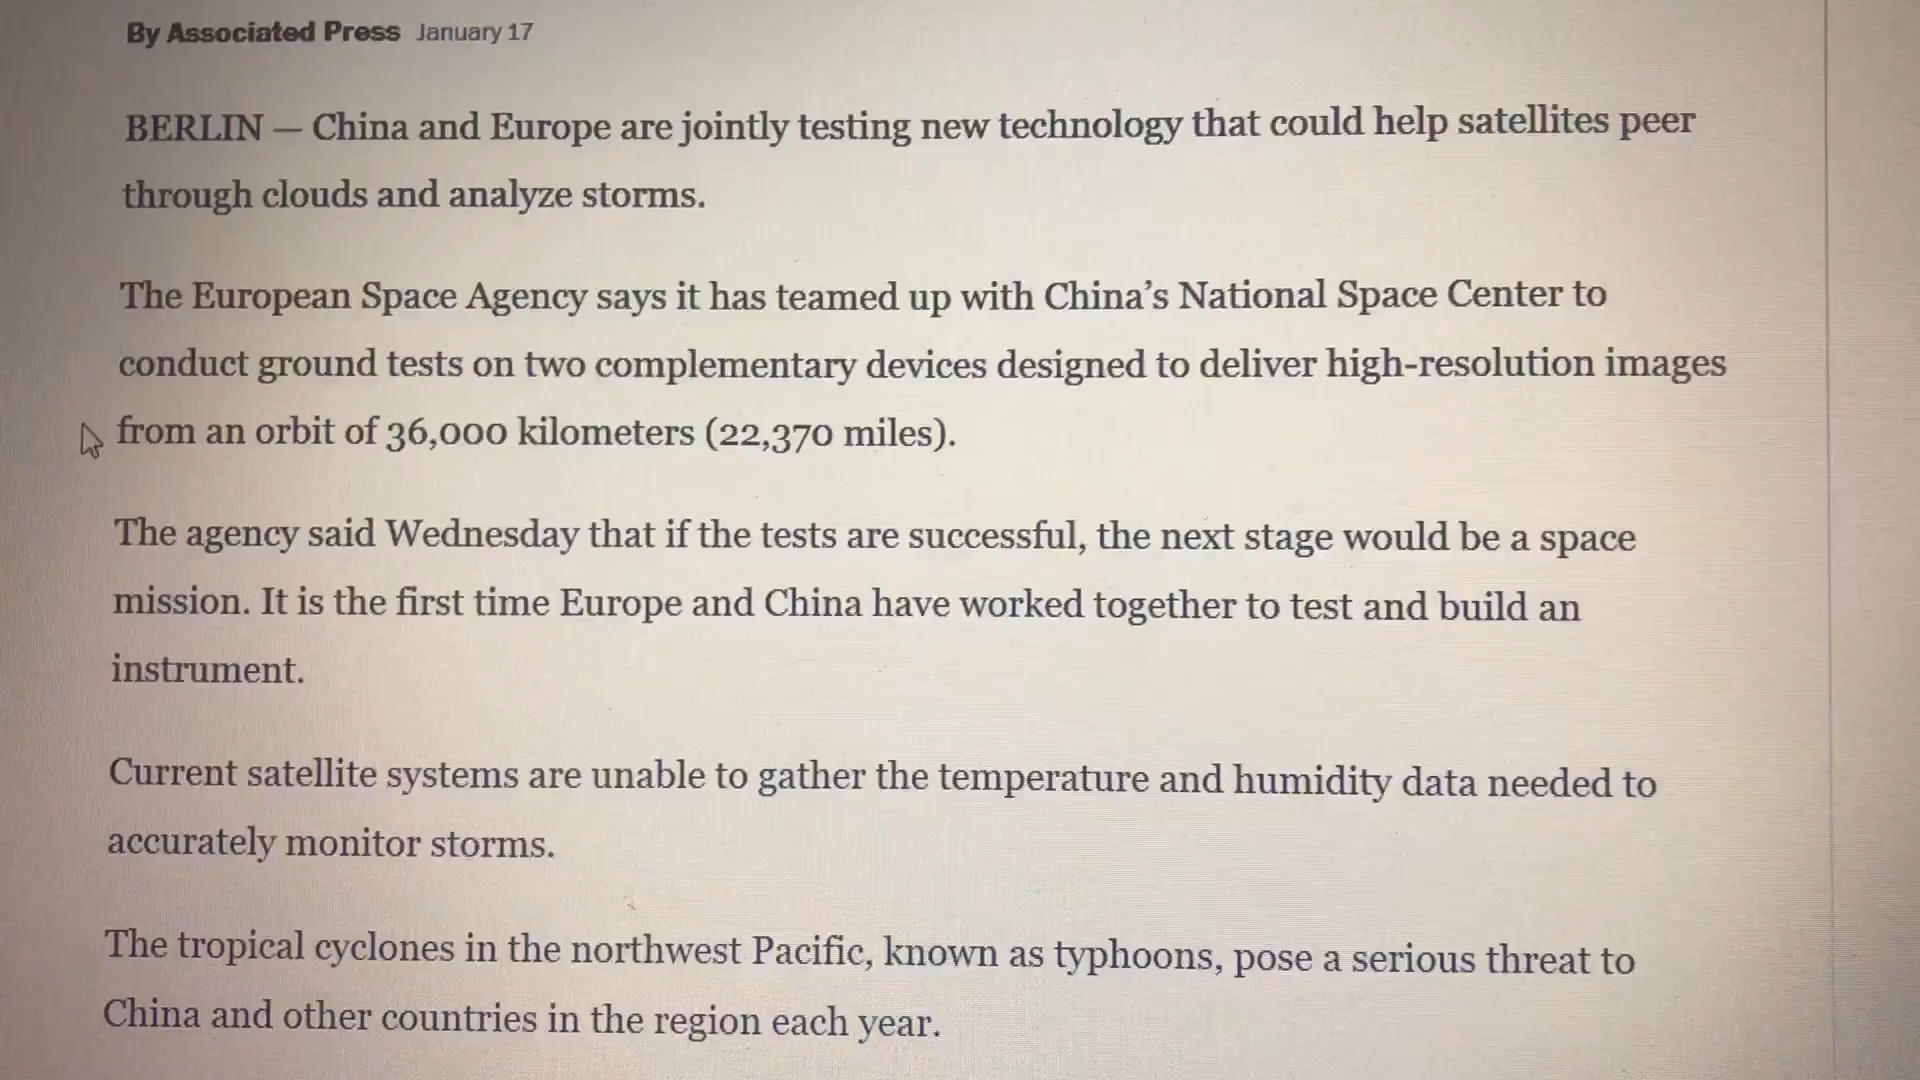 By Associated Press January 17
BERLIN — China and Europe are jointly testing new technology that could help satellites peer
through clouds and analyze storms.
The European Space Agency says it has teamed up with China’s National Space Center to
conduct ground tests on two complementary devices designed to deliver high-resolution images
from an orbit of 36,000 kilometers (22,370 miles).
The agency said Wednesday that if the tests are successful, the next stage would be a space
mission. It is the first time Europe and China have worked together to test and build an
instrument.
Current satellite systems are unable to gather the temperature and humidity data needed to
accurately monitor storms.
The tropical cyclones in the northwest Pacific, known as typhoons, pose a serious threat to
China and other countries in the region each year.